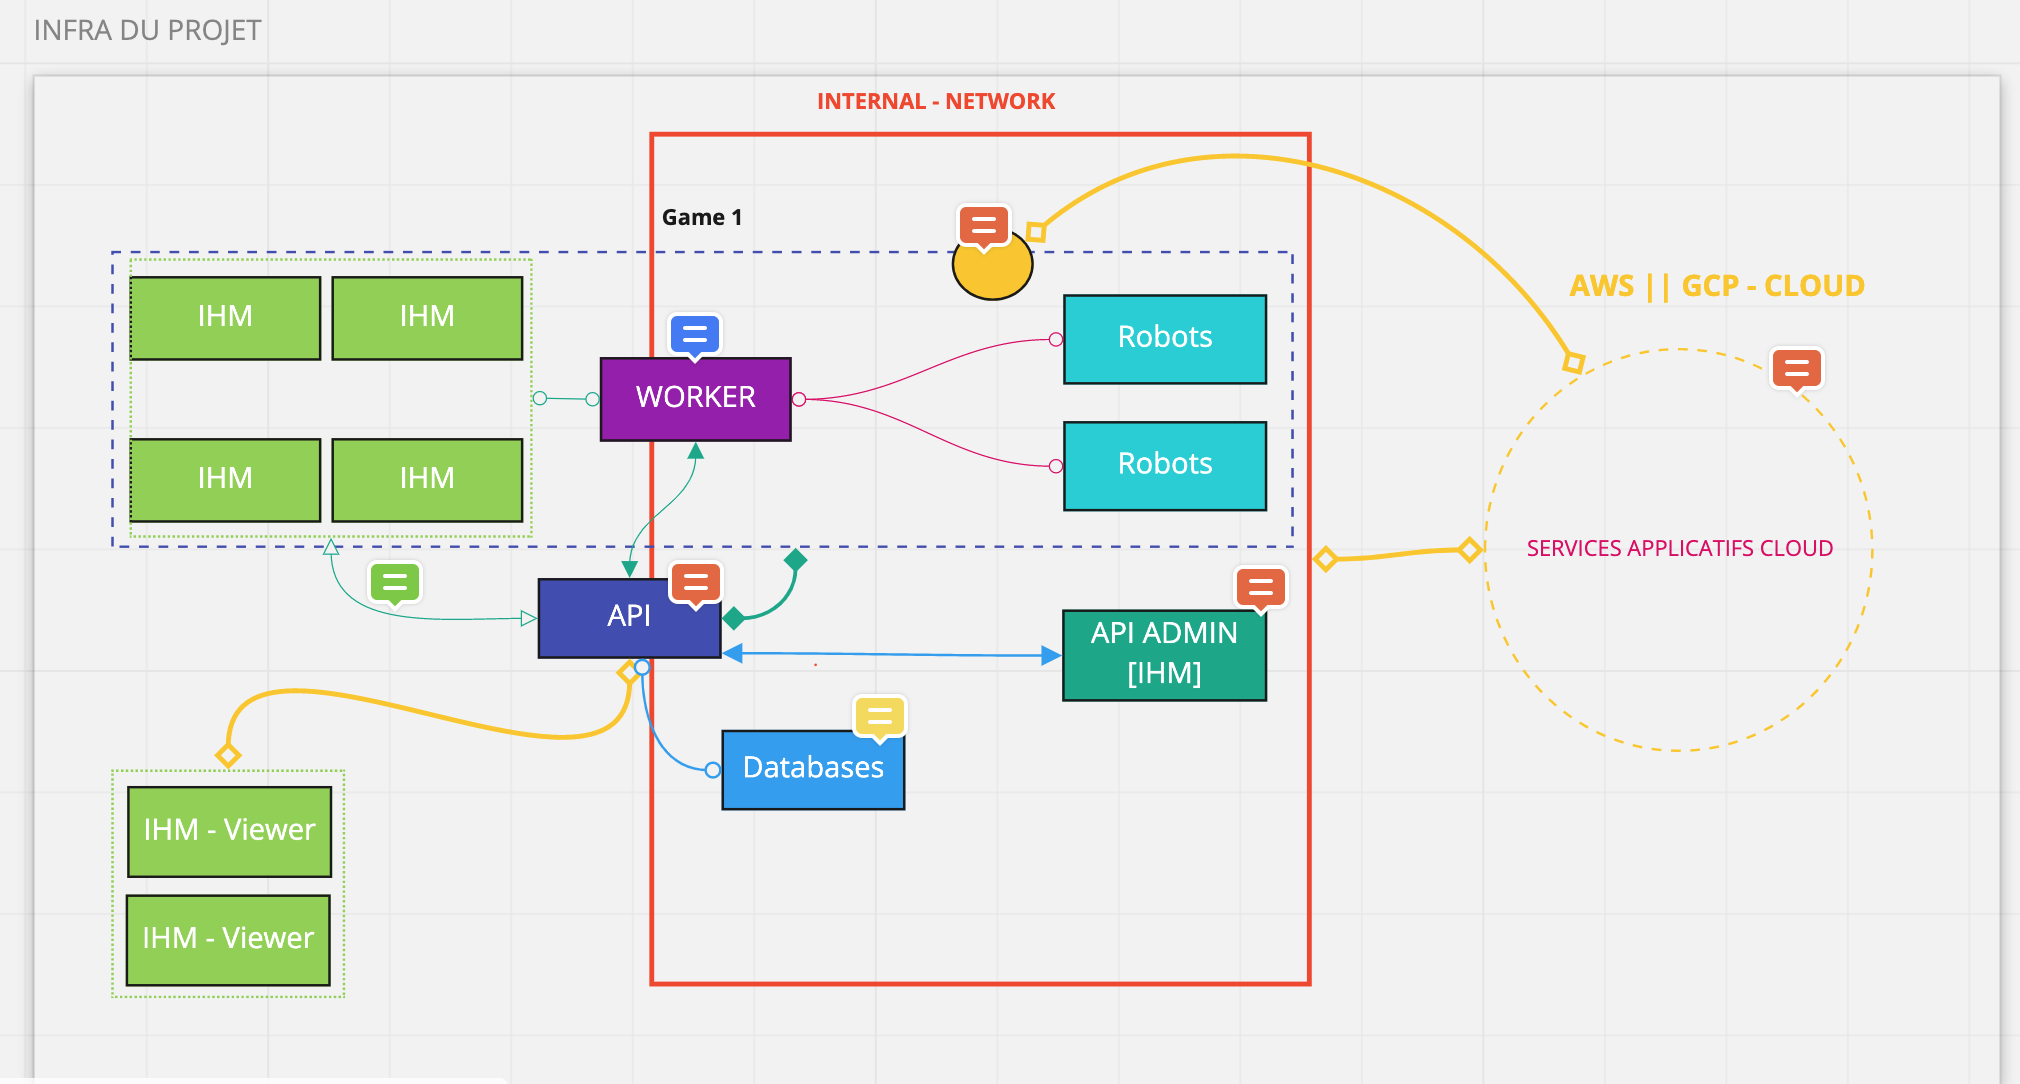 INFRA DU PROJET
INTERNAL - NETWORK
Game 1
AWS || GCP - CLOUD
IHM
IHM
Robots
WORKER
IHM
IHM
Robots
SERVICES APPLICATIFS CLOUD
API
API ADMIN
[IHM]
Databases
IHM - Viewer
IHM - Viewer